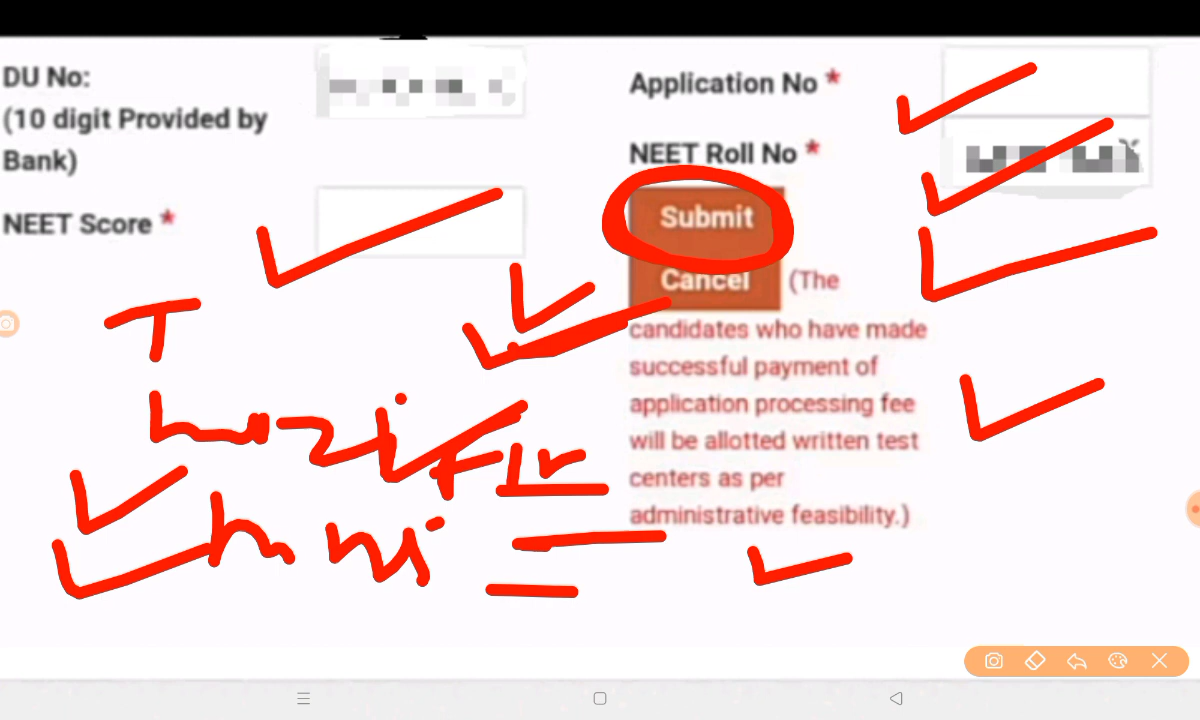 DU No:
(10 digit Provided by
Bank)
Application No *
NEET Roll No *
NEET Score *
Submit
Cancel (The
candidates who have made
successful payment of
application processing fee
will be allotted written test
centers as per
administrative feasibility.)
T